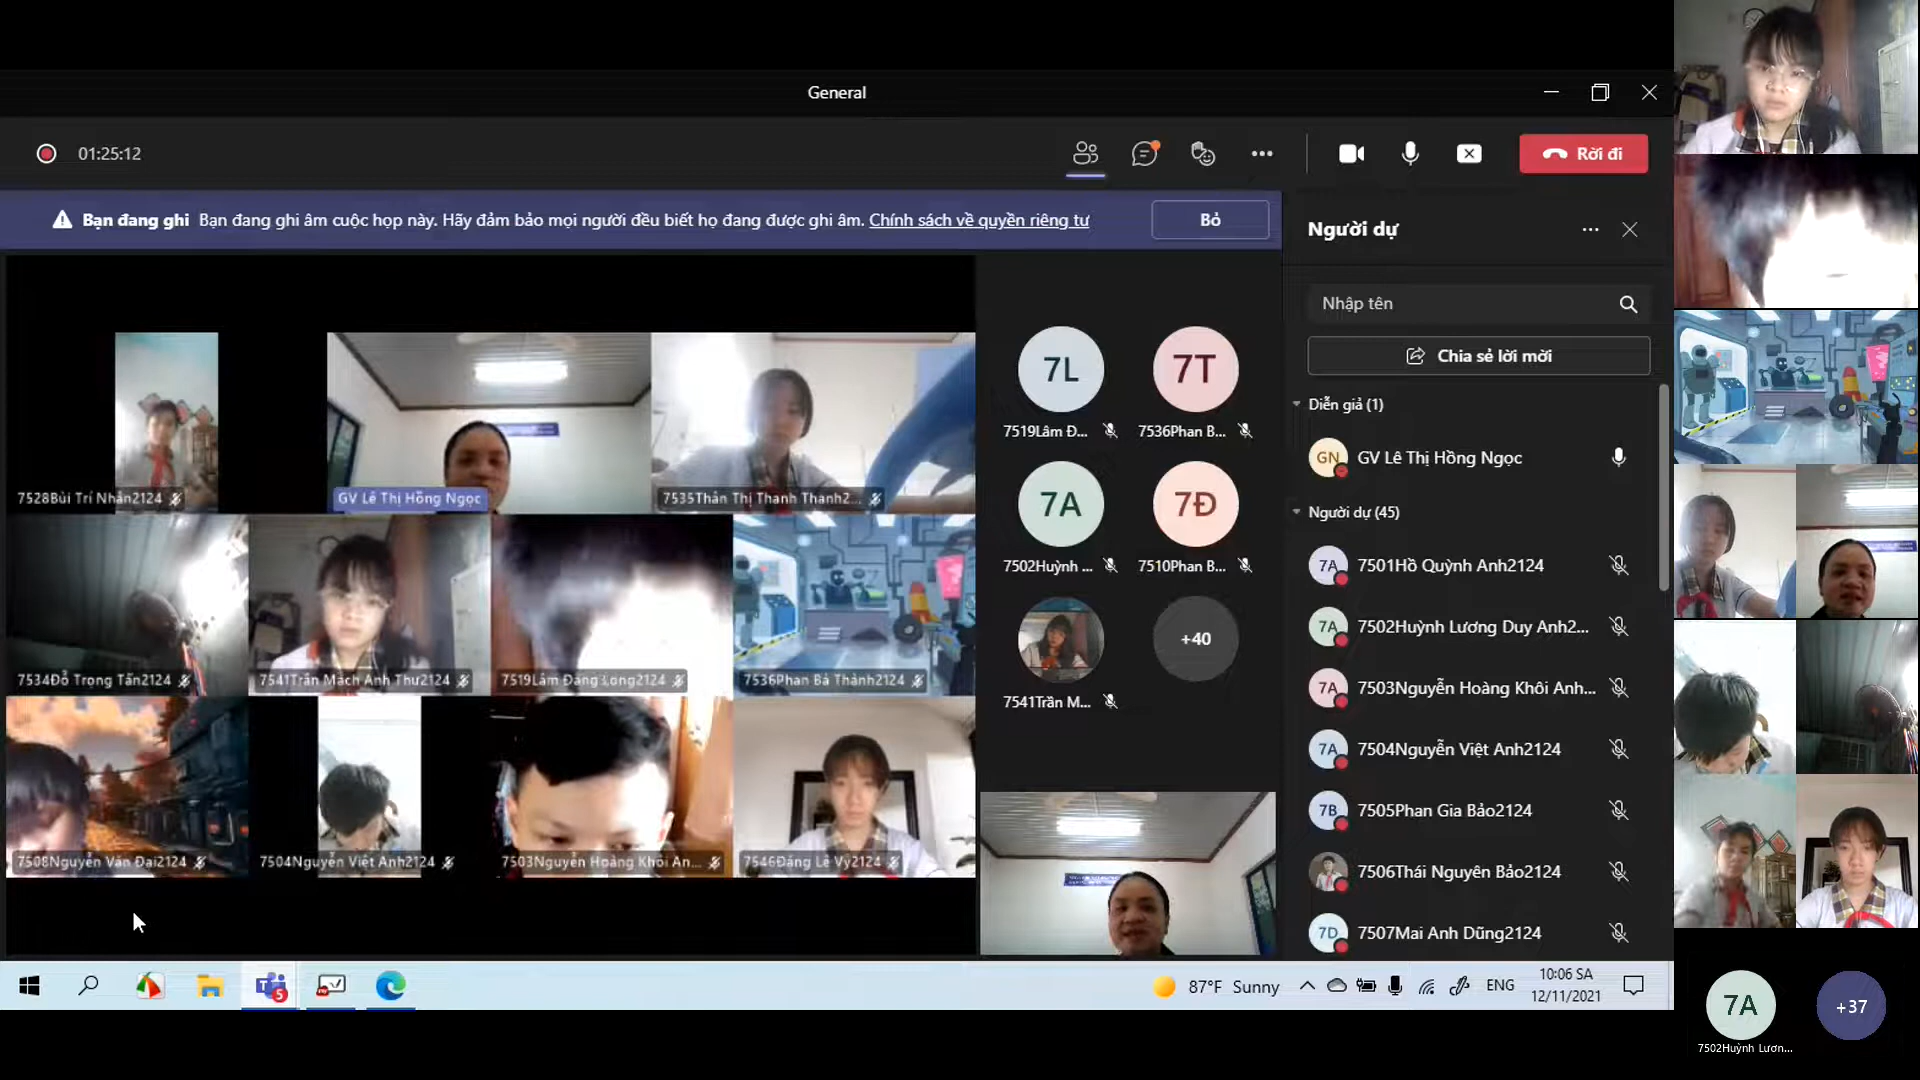 General
01:25:12
Rời đi
Bạn đang ghi Bạn đang ghi âm cuộc họp này. Hãy đảm bảo mọi người đều biết họ đang được ghi âm. Chính sách về quyền riêng tư
Bỏ
Người dự
Nhập tên
Chia sẻ lời mời
Diễn giả (1)
GN GV Lê Thị Hồng Ngọc
Người dự (45)
7A 7501Hồ Quỳnh Anh2124
7A 7502Huỳnh Lương Duy Anh2...
7A 7503Nguyễn Hoàng Khôi Anh...
7A 7504Nguyễn Việt Anh2124
7B 7505Phan Gia Bảo2124
7506Thái Nguyên Bảo2124
7D 7507Mai Anh Dũng2124
7528Bùi Trí Nhân2124
GV Lê Thị Hồng Ngọc
7535Thân Thị Thanh Thanh2...
7534Đỗ Trọng Tấn2124
7541Trần Mách Anh Thư2124
7519Lâm Đăng Long2124
7536Phan Bá Thành2124
7508Nguyễn Văn Đại2124
7504Nguyễn Việt Anh2124
7503Nguyễn Hoàng Khôi An...
7546Đặng Lê Vy2124
7L
7T
7519Lâm Đ...
7536Phan B...
7A
7Đ
7502Huỳnh ...
7510Phan B...
+40
7541Trần M...
5
87°F Sunny
ENG
10:06 SA
12/11/2021
7A
+37
7502Huỳnh Lươn...